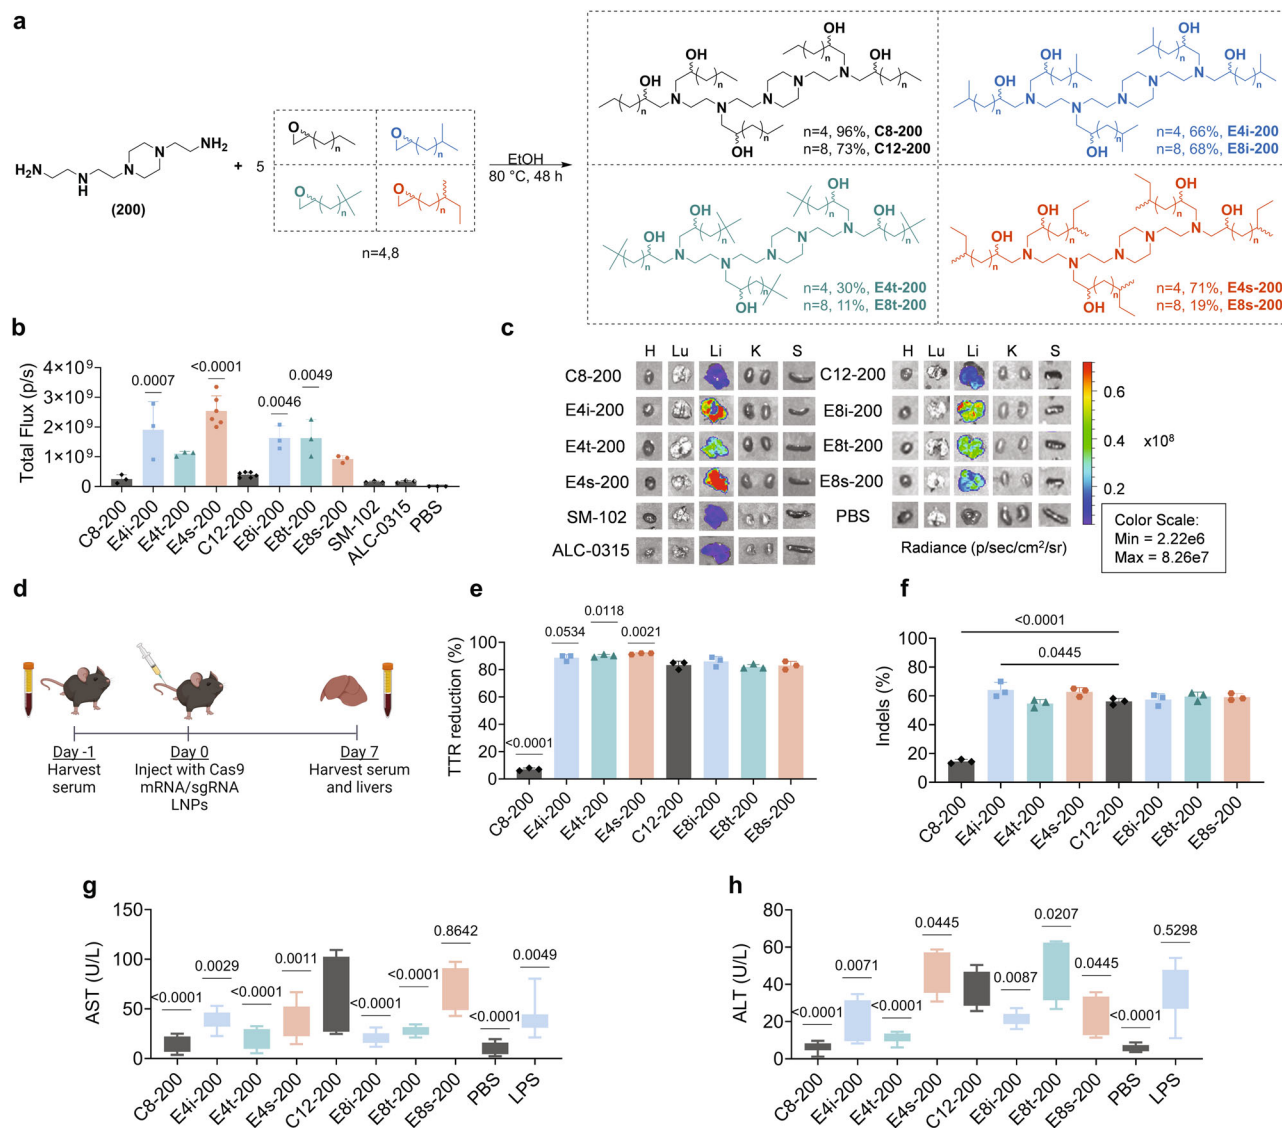 a
OH
OH
OH
OH
OH
N
N
N
N
N
n
n
n
n
n
n=4, 96%, C8-200
n=8, 73%, C12-200
OH
OH
OH
OH
OH
N
N
N
N
N
n
n
n
n
n
n=4, 66%, E4i-200
n=8, 68%, E8i-200
H₂N
N
H
N
N
NH₂
(200)
+ 5
O
n
O
n
O
n
O
n
n=4,8
EtOH
80 °C, 48 h
OH
OH
OH
OH
OH
N
N
N
N
N
n
n
n
n
n
n=4, 30%, E4t-200
n=8, 11%, E8t-200
OH
OH
OH
OH
OH
N
N
N
N
N
n
n
n
n
n
n=4, 71%, E4s-200
n=8, 19%, E8s-200
b
Total Flux (p/s)
4×10⁹
3×10⁹
2×10⁹
1×10⁹
0
0.0007
<0.0001
0.0046
0.0049
C8-200
E4i-200
E4t-200
E4s-200
C12-200
E8i-200
E8t-200
E8s-200
SM-102
ALC-0315
PBS
c
H Lu Li K S
C8-200
E4i-200
E4t-200
E4s-200
SM-102
ALC-0315
H Lu Li K S
C12-200
E8i-200
E8t-200
E8s-200
PBS
Radiance (p/sec/cm²/sr)
0.6
0.4
0.2
x10⁸
Color Scale:
Min = 2.22e6
Max = 8.26e7
d
Day -1
Harvest
serum
Day 0
Inject with Cas9
mRNA/sgRNA
LNPs
Day 7
Harvest serum
and livers
e
TTR reduction (%)
100
80
60
40
20
0
<0.0001
0.0534
0.0118
0.0021
C8-200
E4i-200
E4t-200
E4s-200
C12-200
E8i-200
E8t-200
E8s-200
f
Indels (%)
100
80
60
40
20
0
<0.0001
0.0445
C8-200
E4i-200
E4t-200
E4s-200
C12-200
E8i-200
E8t-200
E8s-200
g
AST (U/L)
150
100
50
0
<0.0001
0.0029
<0.0001
0.0011
<0.0001
<0.0001
0.8642
<0.0001
0.0049
C8-200
E4i-200
E4t-200
E4s-200
C12-200
E8i-200
E8t-200
E8s-200
PBS
LPS
h
ALT (U/L)
80
60
40
20
0
<0.0001
0.0071
<0.0001
0.0445
0.0087
0.0207
0.0445
<0.0001
0.5298
C8-200
E4i-200
E4t-200
E4s-200
C12-200
E8i-200
E8t-200
E8s-200
PBS
LPS